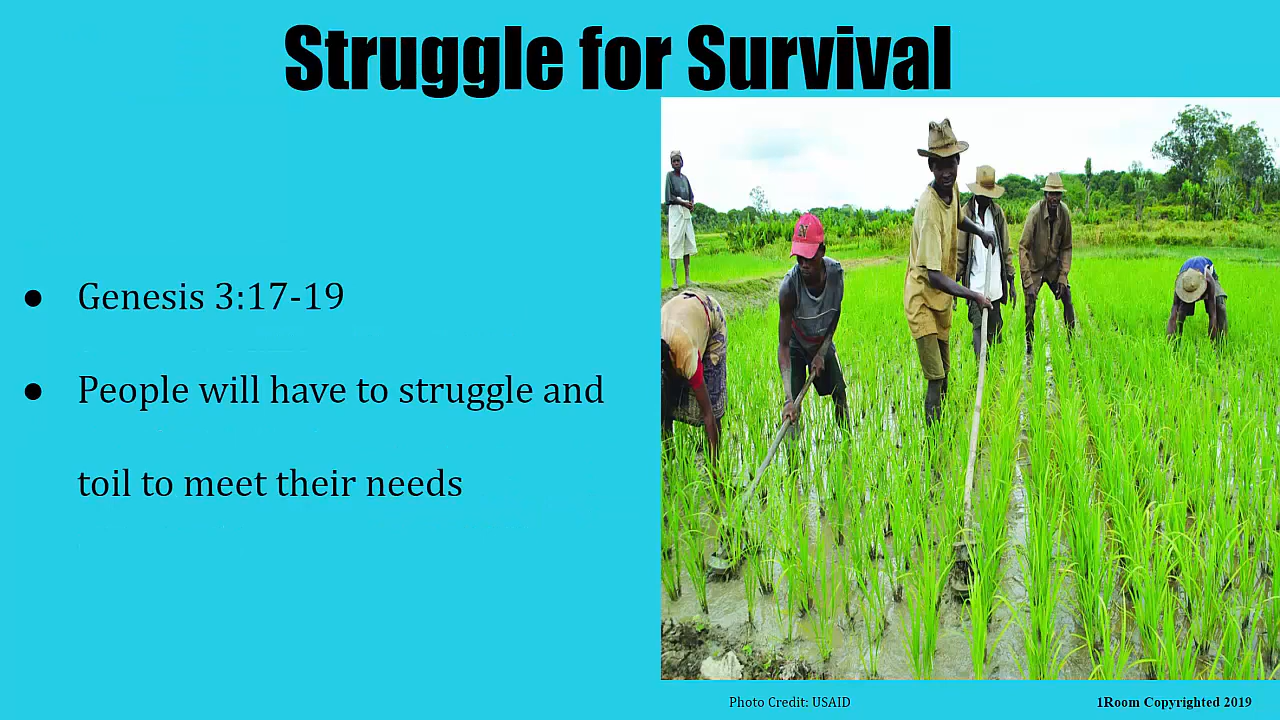 Struggle for Survival
● Genesis 3:17-19
● People will have to struggle and
toil to meet their needs
Photo Credit: USAID
1Room Copyrighted 2019